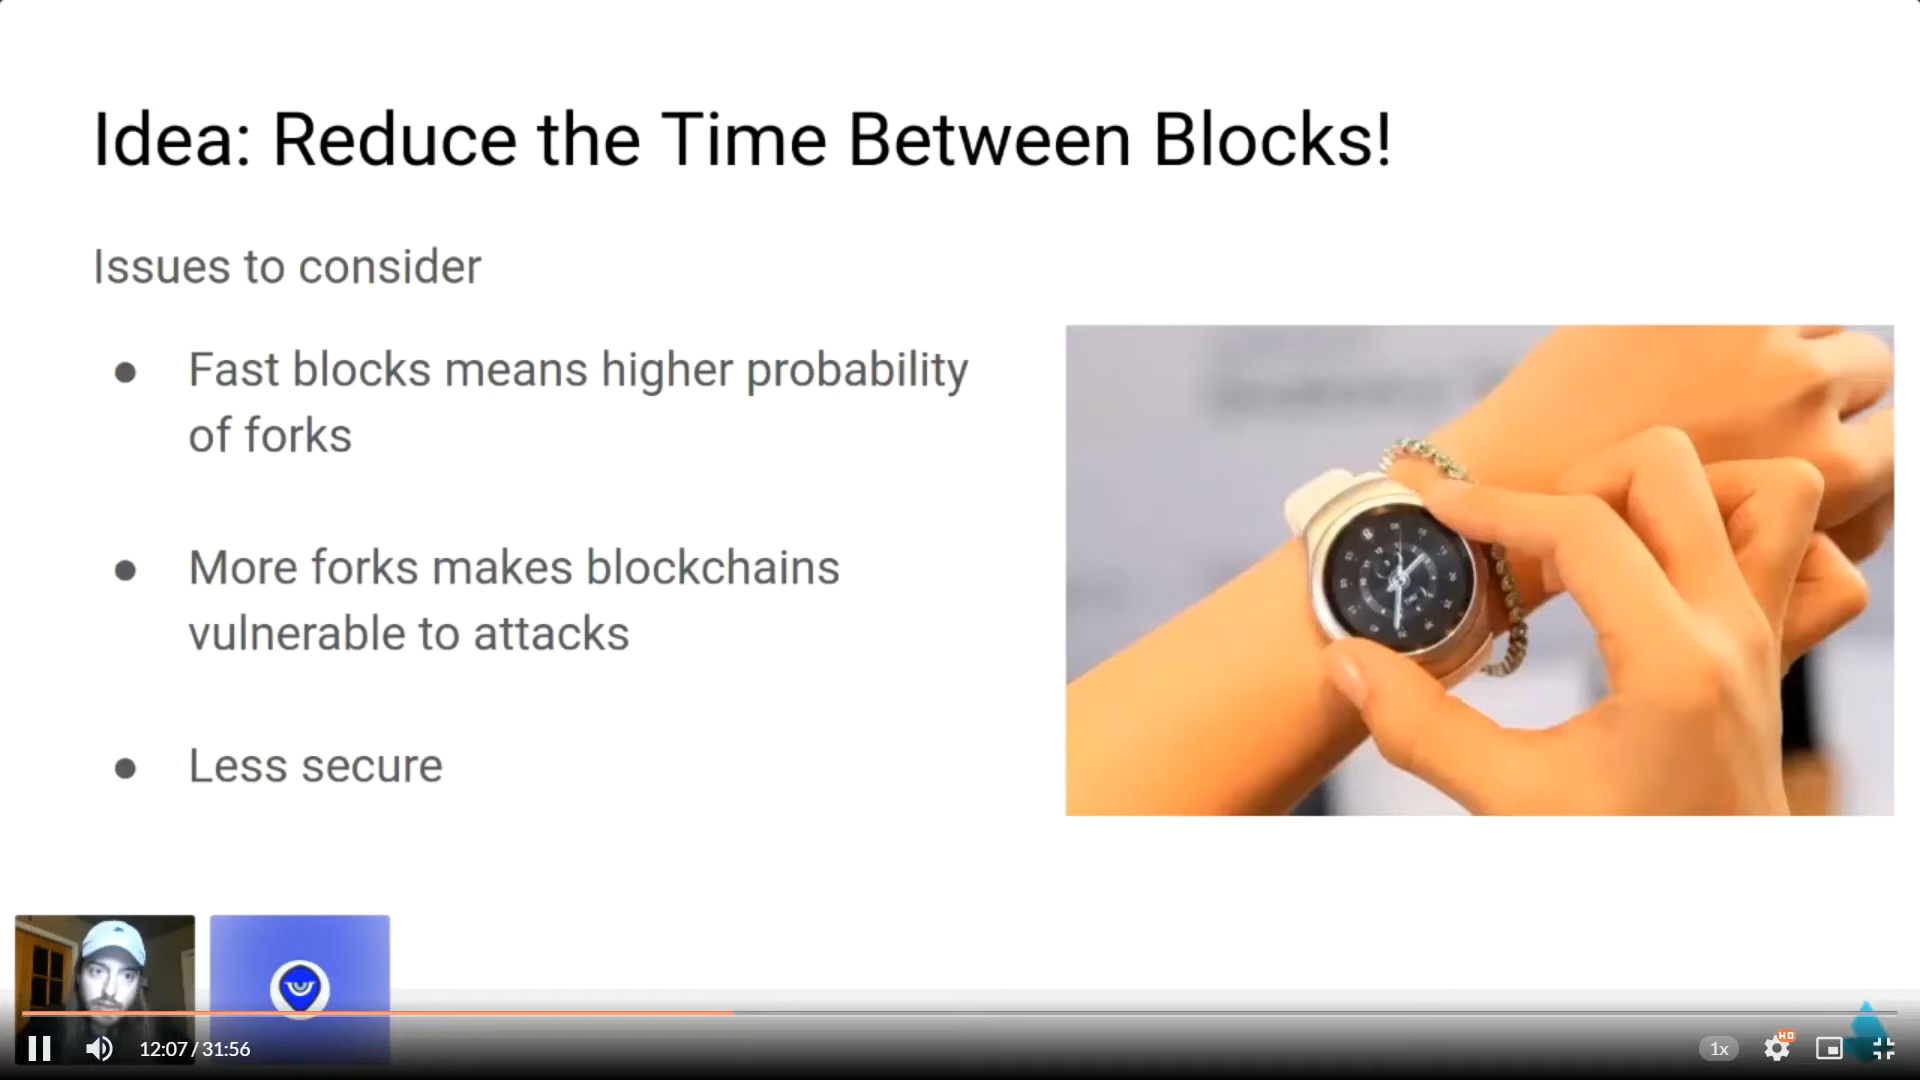 Idea: Reduce the Time Between Blocks!
Issues to consider
● Fast blocks means higher probability
of forks
● More forks makes blockchains
vulnerable to attacks
● Less secure
12:07 / 31:56
1x
HD